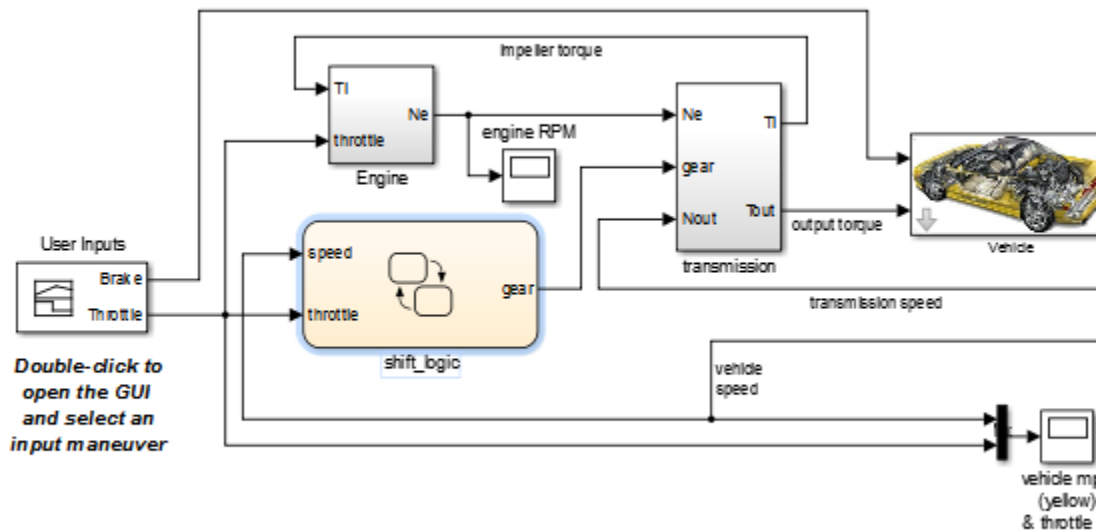 Impeller torque
TI
Ne
throttle
Engine
engine RPM
Ne
TI
gear
Nout
Tout
transmission
output torque
Vehicle
transmission speed
User Inputs
Brake
Throttle
speed
gear
throttle
shift_logic
Double-click to
open the GUI
and select an
input maneuver
vehicle
speed
vehicle mp
(yellow)
& throttle